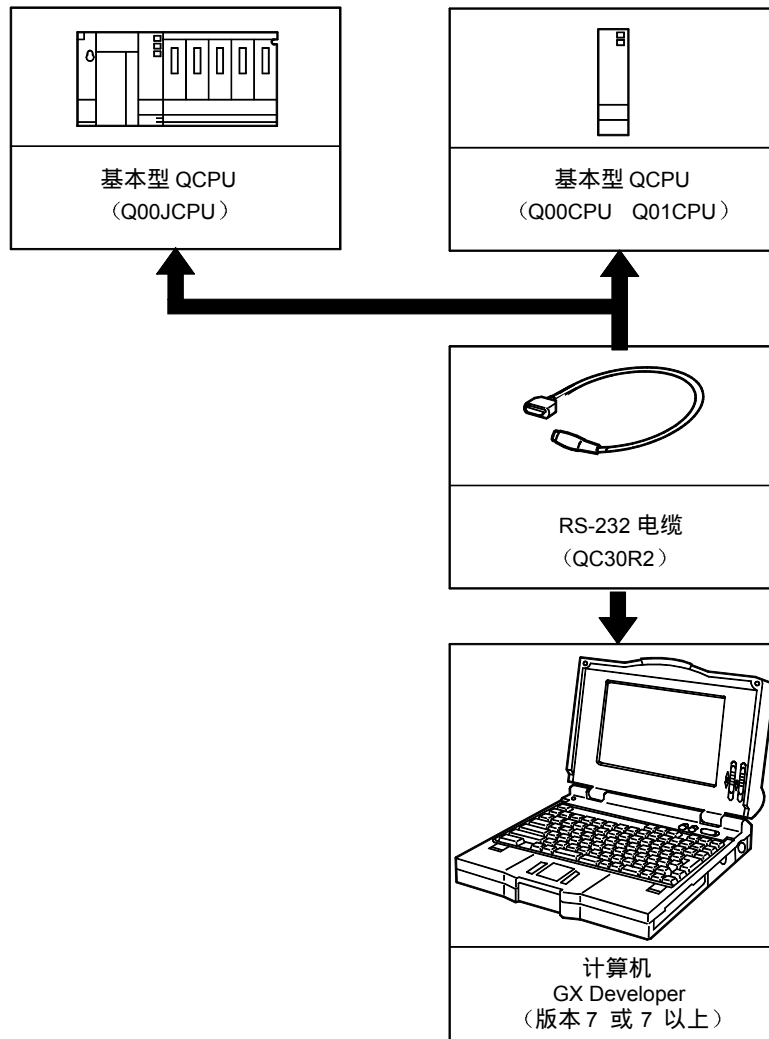 基本型 QCPU
（Q00JCPU）
基本型 QCPU
（Q00CPU Q01CPU）
RS-232 电缆
（QC30R2）
计算机
GX Developer
（版本 7 或 7 以上）